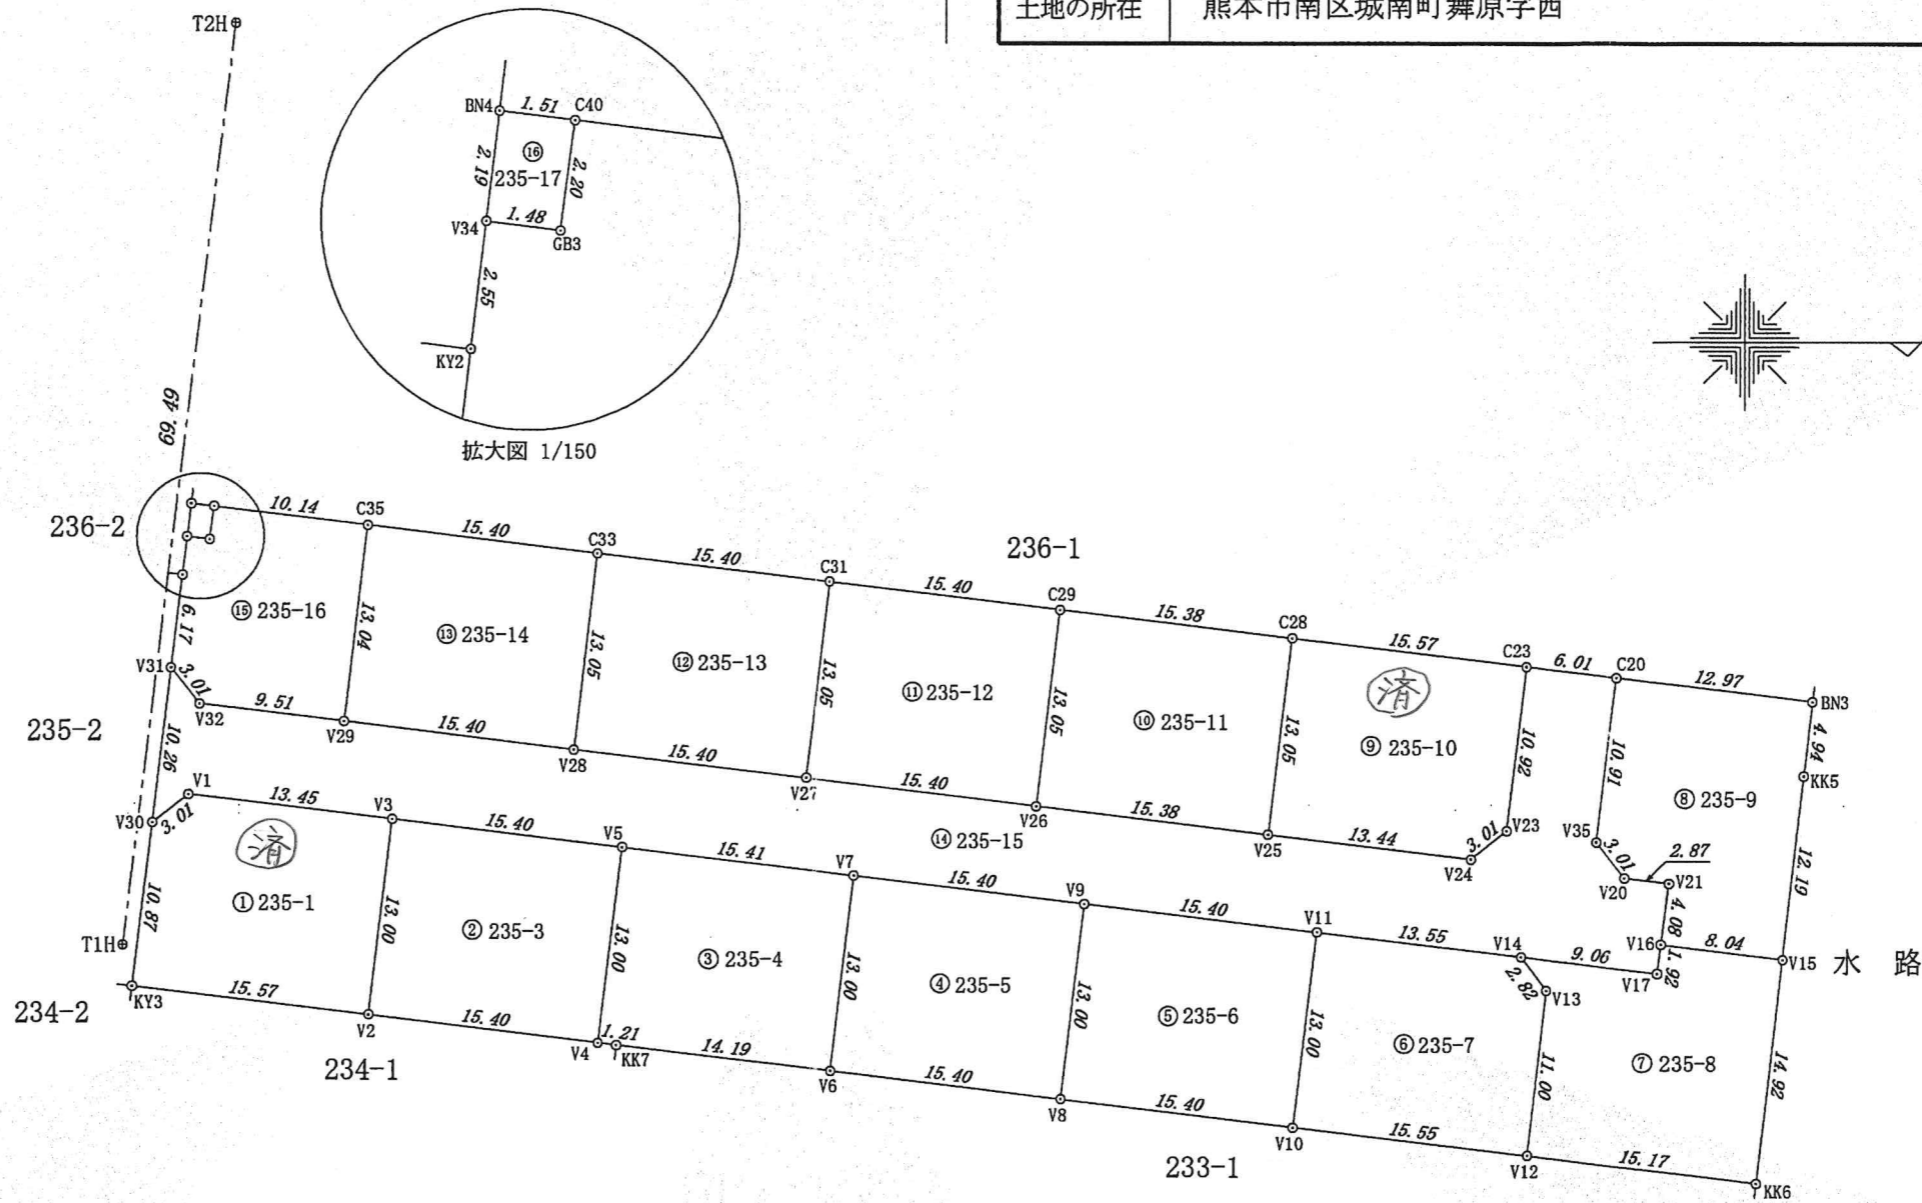 土地の所在 熊本市南区城南町舞原字西
T2H
BN4 1.51 C40
⑯
2.19 235-17 2.20
V34 1.48 GB3
2.55
KY2
拡大図 1/150
69.49
236-2
10.14 C35 15.40 C33 15.40 C31 15.40 C29 15.38 C28 15.57 C23 6.01 C20 12.97 BN3
236-1
⑮ 235-16
13.04
⑬ 235-14
13.05
⑫ 235-13
13.05
⑪ 235-12
13.05
⑩ 235-11
13.05
済
⑨ 235-10
10.92
10.91
⑧ 235-9
4.94
KK5
12.19
6.17
V31 3.01
V32 9.51 V29 15.40 V28 15.40 V27 15.40 V26 15.38 V25 13.44 V24 3.01 V23
V35 3.01 V20 2.87 V21
4.08
V16 8.04 V15
1.92
水路
235-2
10.26
V30 3.01 V1 13.45 V3 15.40 V5 15.41 V7 15.40 V9 15.40 V11 13.55 V14 9.06 V17
⑭ 235-15
2.82 V13
済
10.87
① 235-1
13.00
② 235-3
13.00
③ 235-4
13.00
④ 235-5
13.00
⑤ 235-6
13.00
⑥ 235-7
11.00
⑦ 235-8
14.92
T1H
234-2
KY3 15.57 V2 15.40 V4 1.21 KK7 14.19 V6 15.40 V8 15.40 V10 15.55 V12 15.17 KK6
234-1
233-1